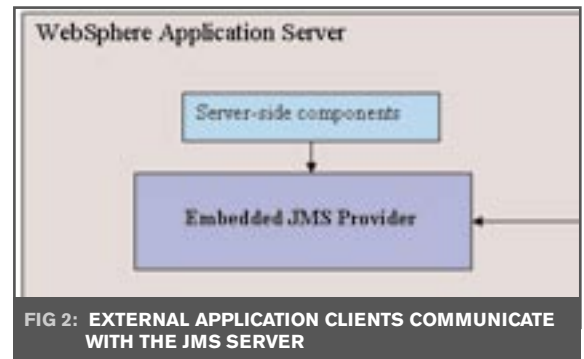 WebSphere Application Server
Server-side components
Embedded JMS Provider
FIG 2: EXTERNAL APPLICATION CLIENTS COMMUNICATE
WITH THE JMS SERVER